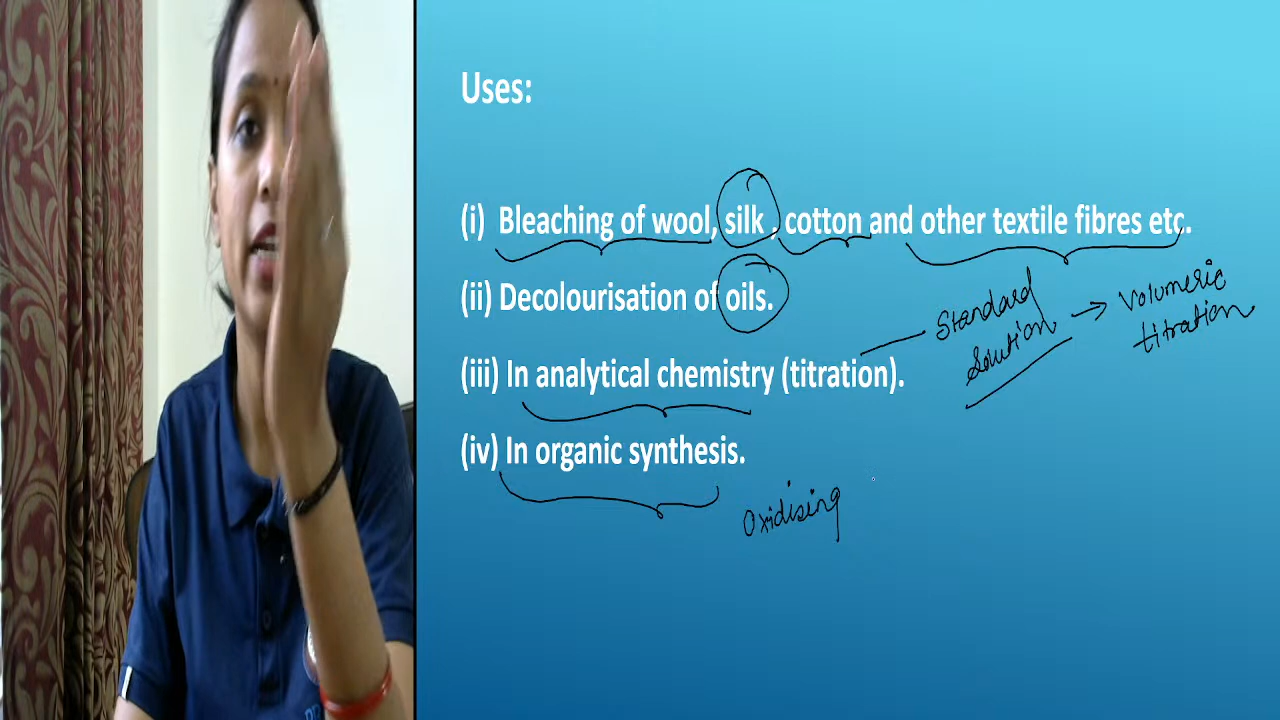 Uses:
(i) Bleaching of wool, silk , cotton and other textile fibres etc.
(ii) Decolourisation of oils.
Standard
solution
Volumeric
titration
(iii) In analytical chemistry (titration).
(iv) In organic synthesis.
Oxidising